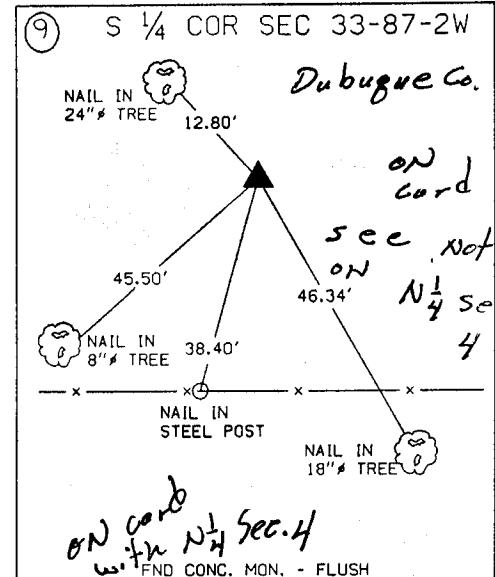 ⑨ S 1/4 COR SEC 33-87-2W
Dubuque Co.
NAIL IN
24"ø TREE
12.80'
ON
card
see Not
ON
N 1/4 Se
4
45.50'
46.34'
38.40'
NAIL IN
8"ø TREE
x x x x
NAIL IN
STEEL POST
NAIL IN
18"ø TREE
ON card
with N 1/4 Sec. 4
FND CONC. MON. - FLUSH